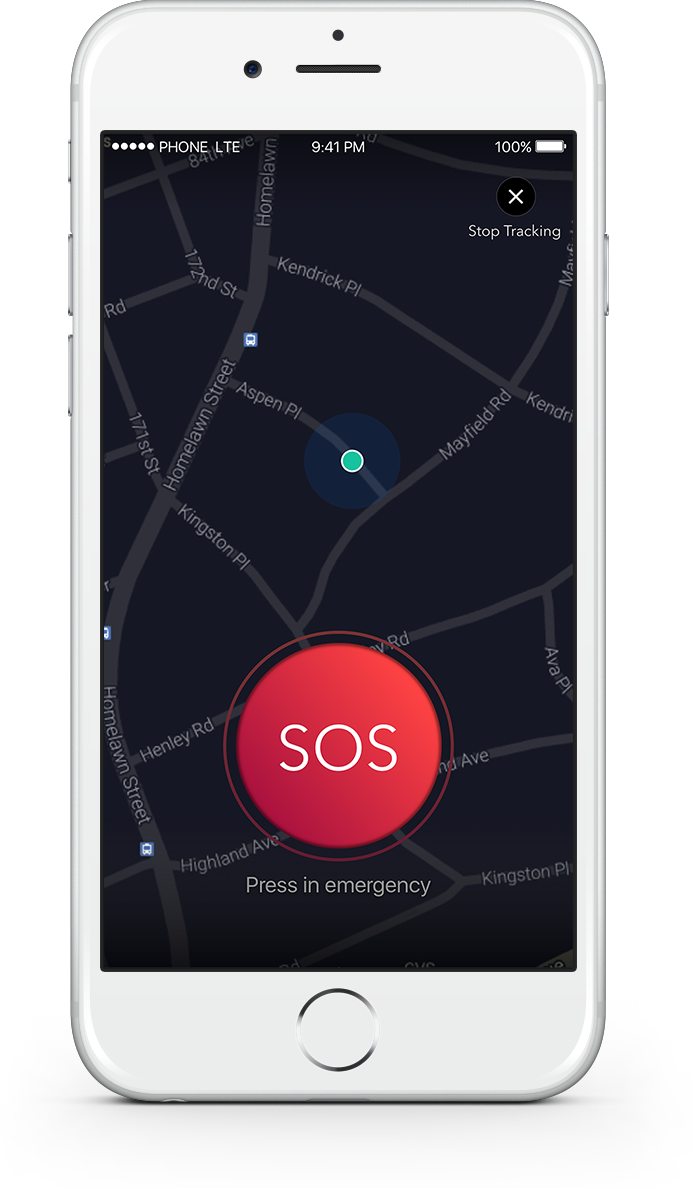 PHONE LTE
9:41 PM
100%
84th Ave
Homelawn
Stop Tracking
172nd St
Kendrick Pl
Rd
Homelawn Street
Aspen Pl
Mayfield Rd
Kendri
171st St
Kingston Pl
Rd
Ava Pl
SOS
Homelawn Street
Henley Rd
nd Ave
Highland Ave
Kingston Pl
Press in emergency